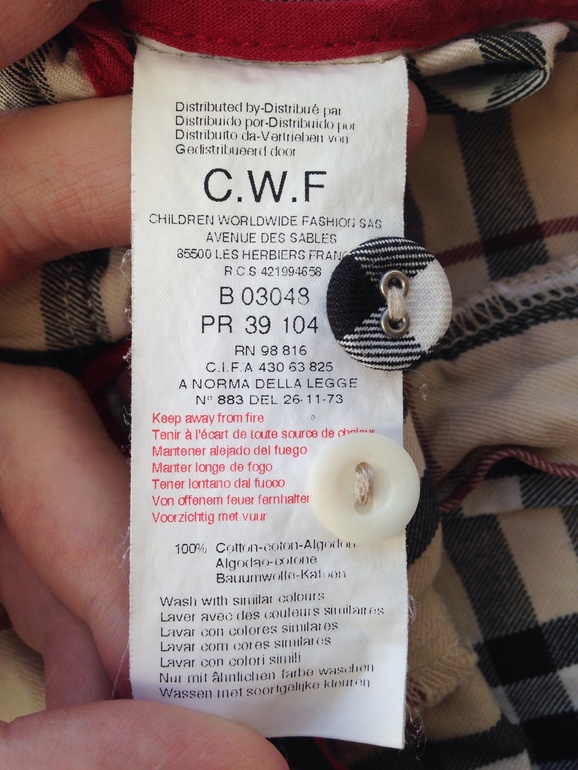 Distributed by-Distribué par
Distribuido por-Distribuido por
Distribuito da-Vertrieben von
Gedistribueerd door
C.W.F
CHILDREN WORLDWIDE FASHION SAS
AVENUE DES SABLES
85500 LES HERBIERS FRANC
R C S 421994658
B 03048
PR 39 104
RN 98 816
C.I.F.A 430 63 825
A NORMA DELLA LEGGE
N° 883 DEL 26-11-73
Keep away from fire
Tenir à l'écart de toute source de chaleur
Mantener alejado del fuego
Manter longe de fogo
Tener lontano dal fuoco
Von offenem feuer fernhalten
Voorzichtig met vuur
100% Cotton-coton-Algodon
Algodao-cotone
Bauumwolle-Katoen
Wash with similar colours
Laver avec des couleurs similaires
Lavar con colores similares
Lavar com cores similares
Lavar con colori simili
Nur mit ähnlichen farbe waschen
Wassen met soortgelijke kleuren